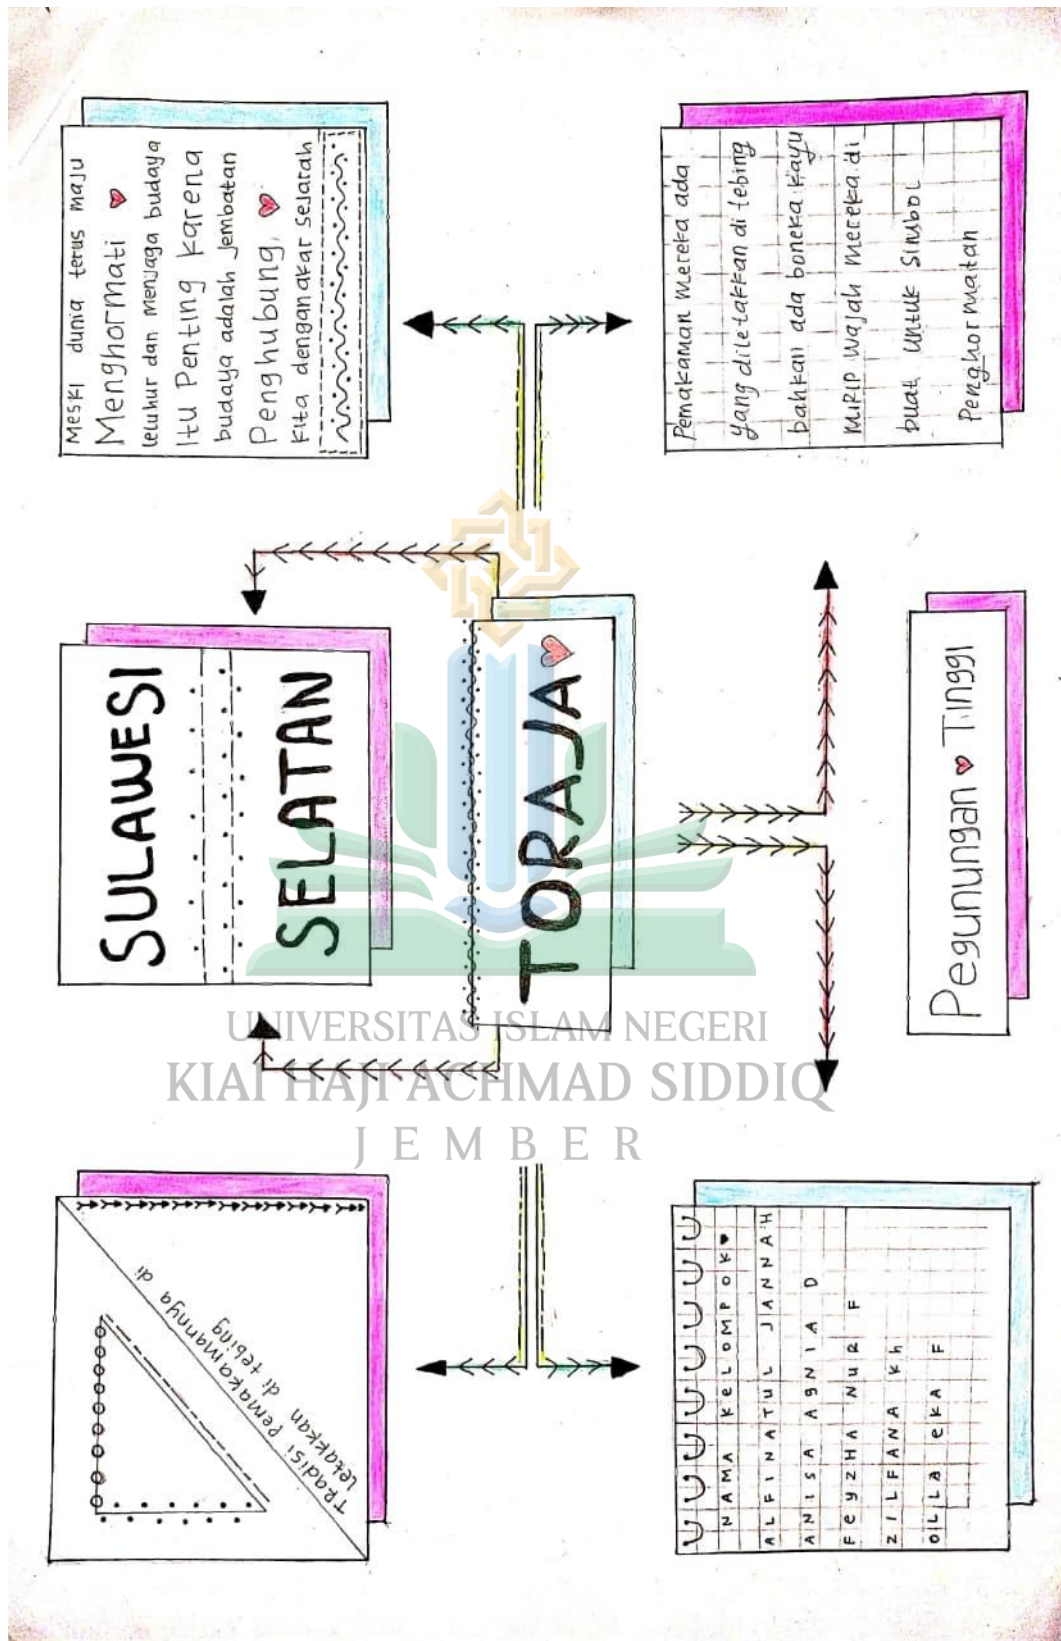 TRadisi Pemakamannya di
letakkan di tebing
SULAWESI
SELATAN
Meski dunia terus maju
Menghormati
leluhur dan menjaga budaya
Itu Penting Karena
budaya adalah jembatan
Penghubung,
Kita dengan akar sejarah
TORAJA
NAMA KELOMPOK
ALFINATUL JANNAH
ANISA AGNIA D
FeyZHA NUR F
ZILFANA Kh
OLLA eKA F
Pegunungan Tinggi
Pemakaman mereka ada
yang diletakkan di tebing
bahkan ada boneka kayu
MIRIP wajah mereka di
buat untuk Simbol
Penghormatan
UNIVERSITAS ISLAM NEGERI
KIAI HAJI ACHMAD SIDDIQ
JEMBER